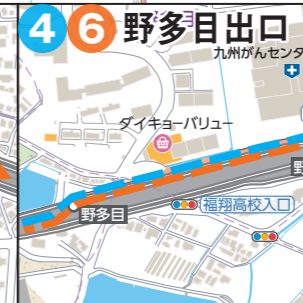 4 6 野多目出口
九州がんセンタ
ダイキョーバリュー
野多目
福翔高校入口
野